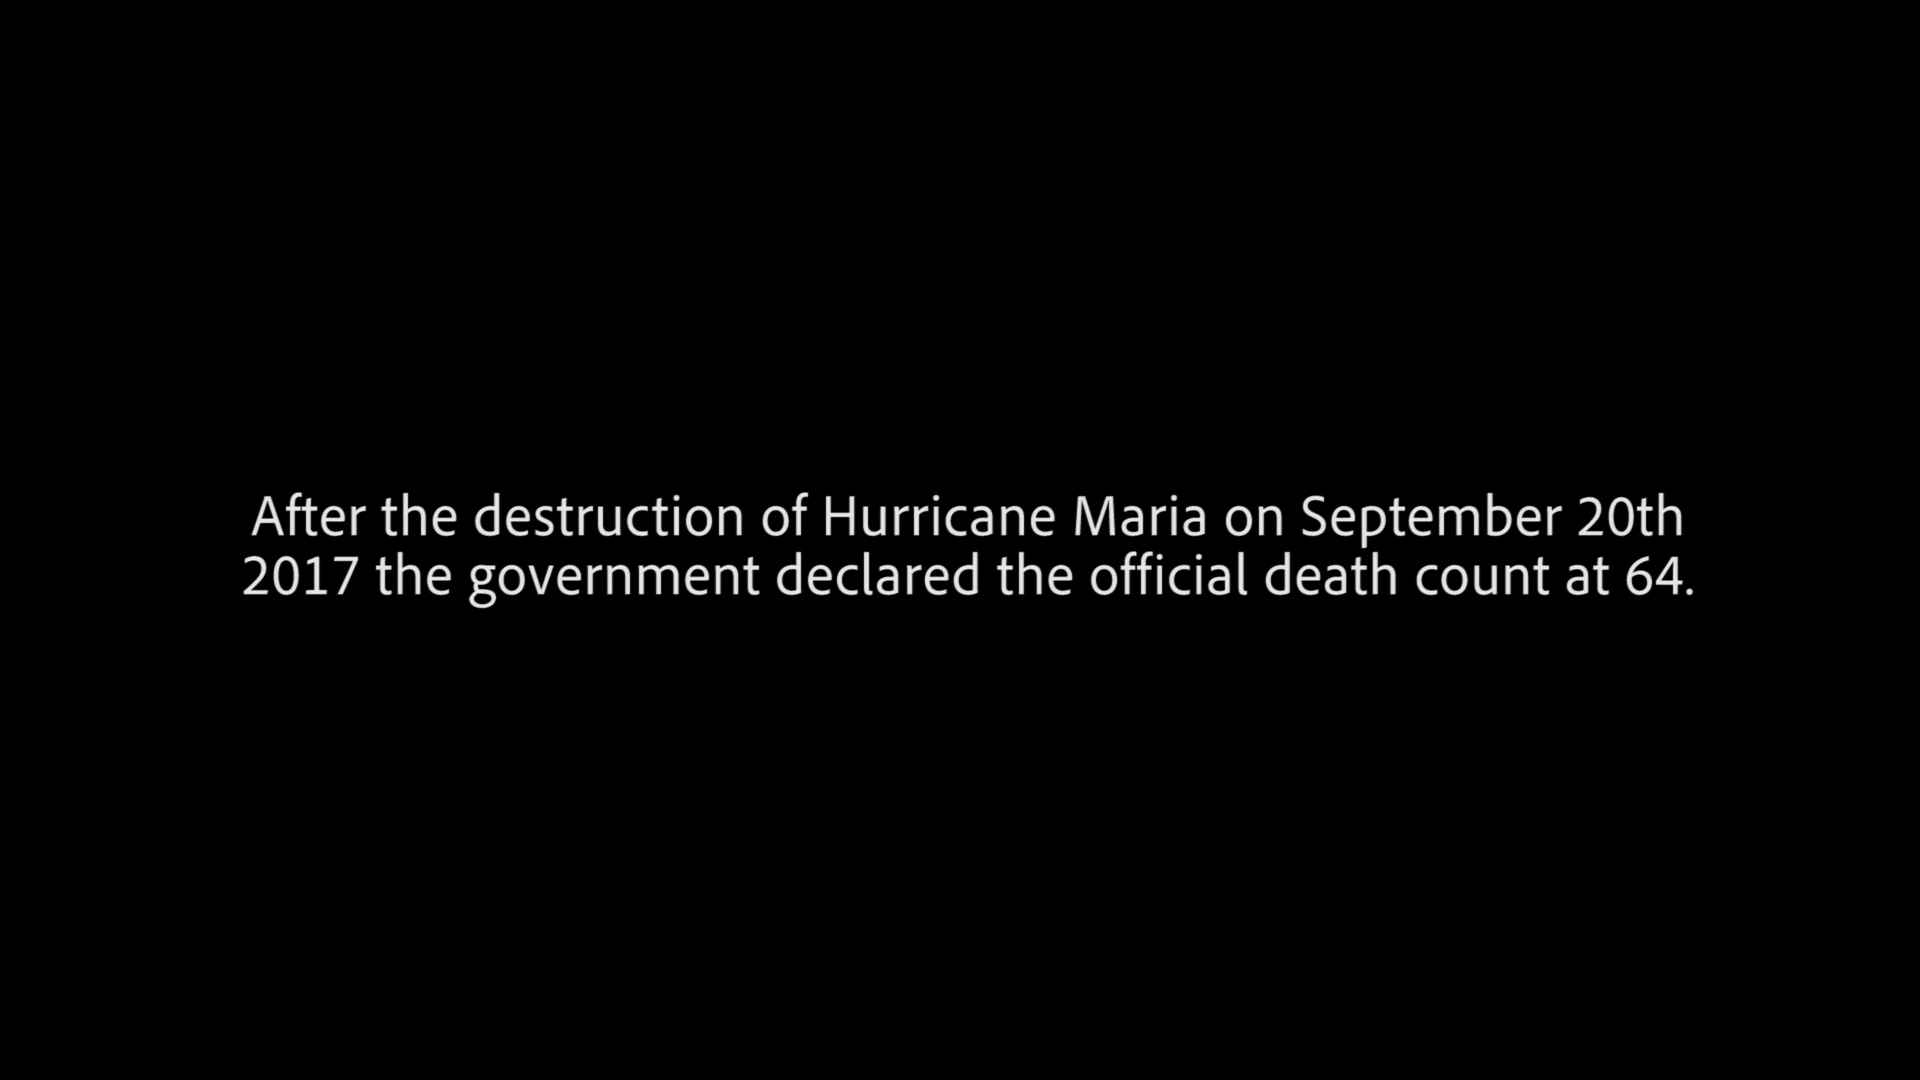 After the destruction of Hurricane Maria on September 20th
2017 the government declared the official death count at 64.